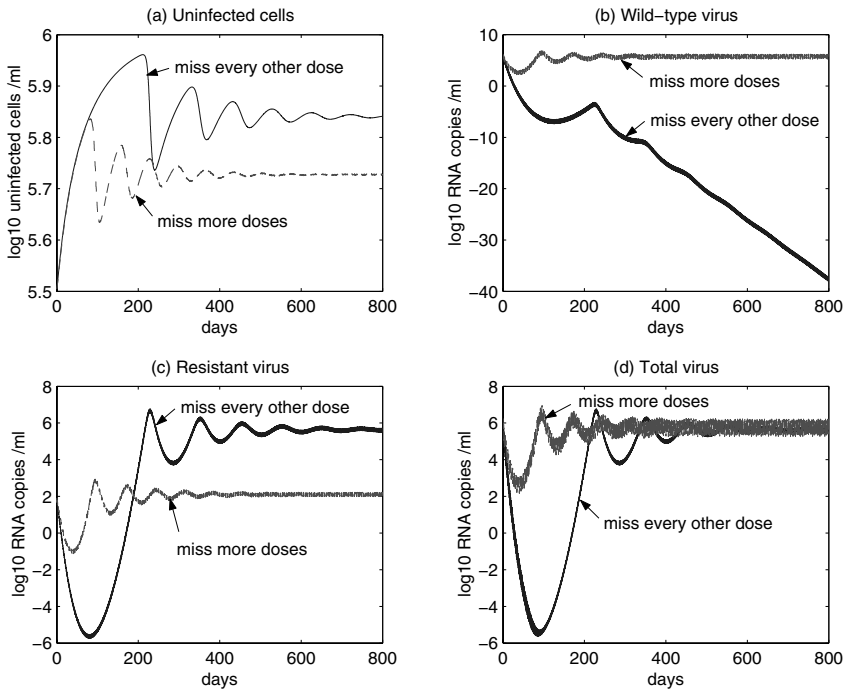 (a) Uninfected cells
6
5.9
5.8
5.7
5.6
5.5
log10 uninfected cells /ml
miss every other dose
miss more doses
0 200 400 600 800
days
(b) Wild−type virus
10
0
−10
−20
−30
−40
log10 RNA copies /ml
miss more doses
miss every other dose
0 200 400 600 800
days
(c) Resistant virus
8
6
4
2
0
−2
−4
−6
log10 RNA copies /ml
miss every other dose
miss more doses
0 200 400 600 800
days
(d) Total virus
8
6
4
2
0
−2
−4
−6
log10 RNA copies /ml
miss more doses
miss every other dose
0 200 400 600 800
days